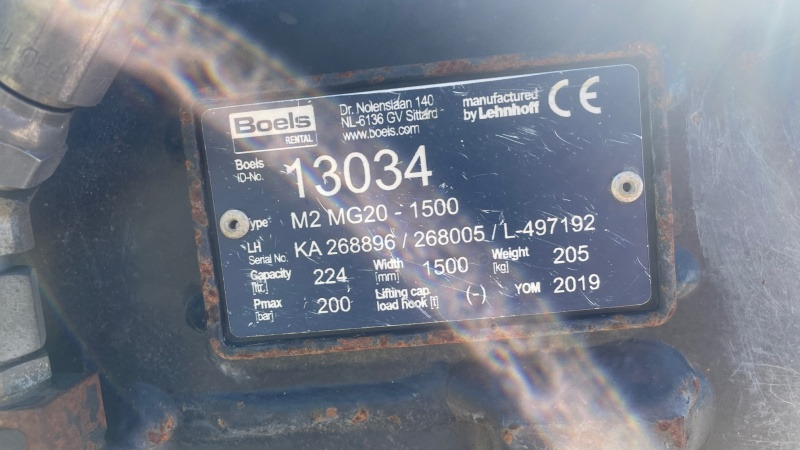 Boels
RENTAL
Dr. Nolenslaan 140
NL-6136 GV Sittard
www.boels.com
manufactured
by Lehnhoff
CE
Boels
ID-No.
13034
Type M2 MG20 - 1500
LH
Serial No. KA 268896 / 268005 / L-497192
Capacity
[ltr.] 224
Width
[mm] 1500
Weight
[kg] 205
Pmax
[bar] 200
Lifting cap.
load hook [t] (-)
YOM 2019